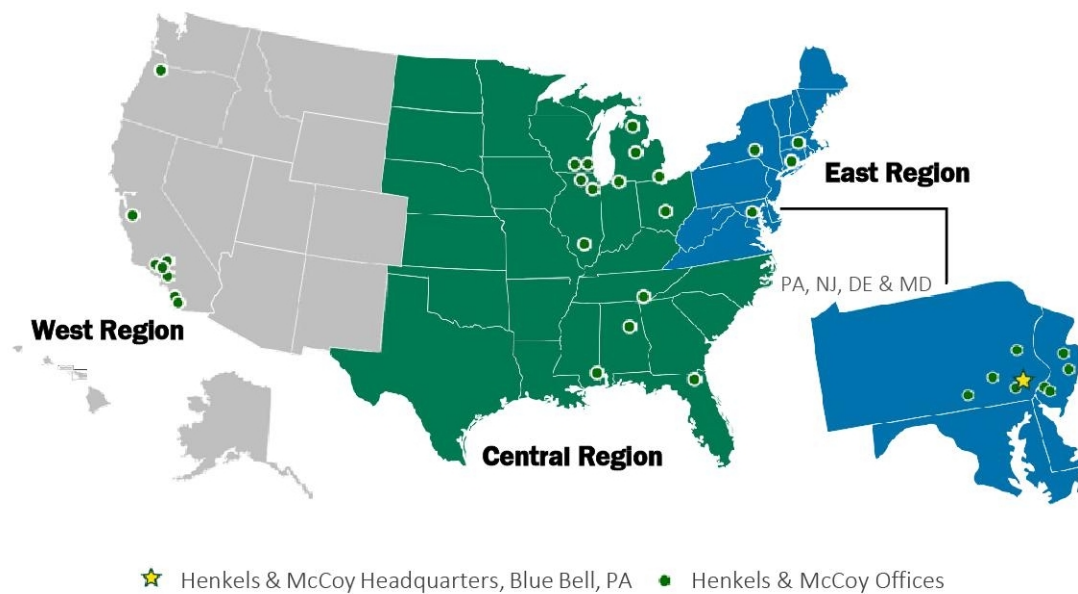 East Region
PA, NJ, DE & MD
West Region
Central Region
Henkels & McCoy Headquarters, Blue Bell, PA
Henkels & McCoy Offices